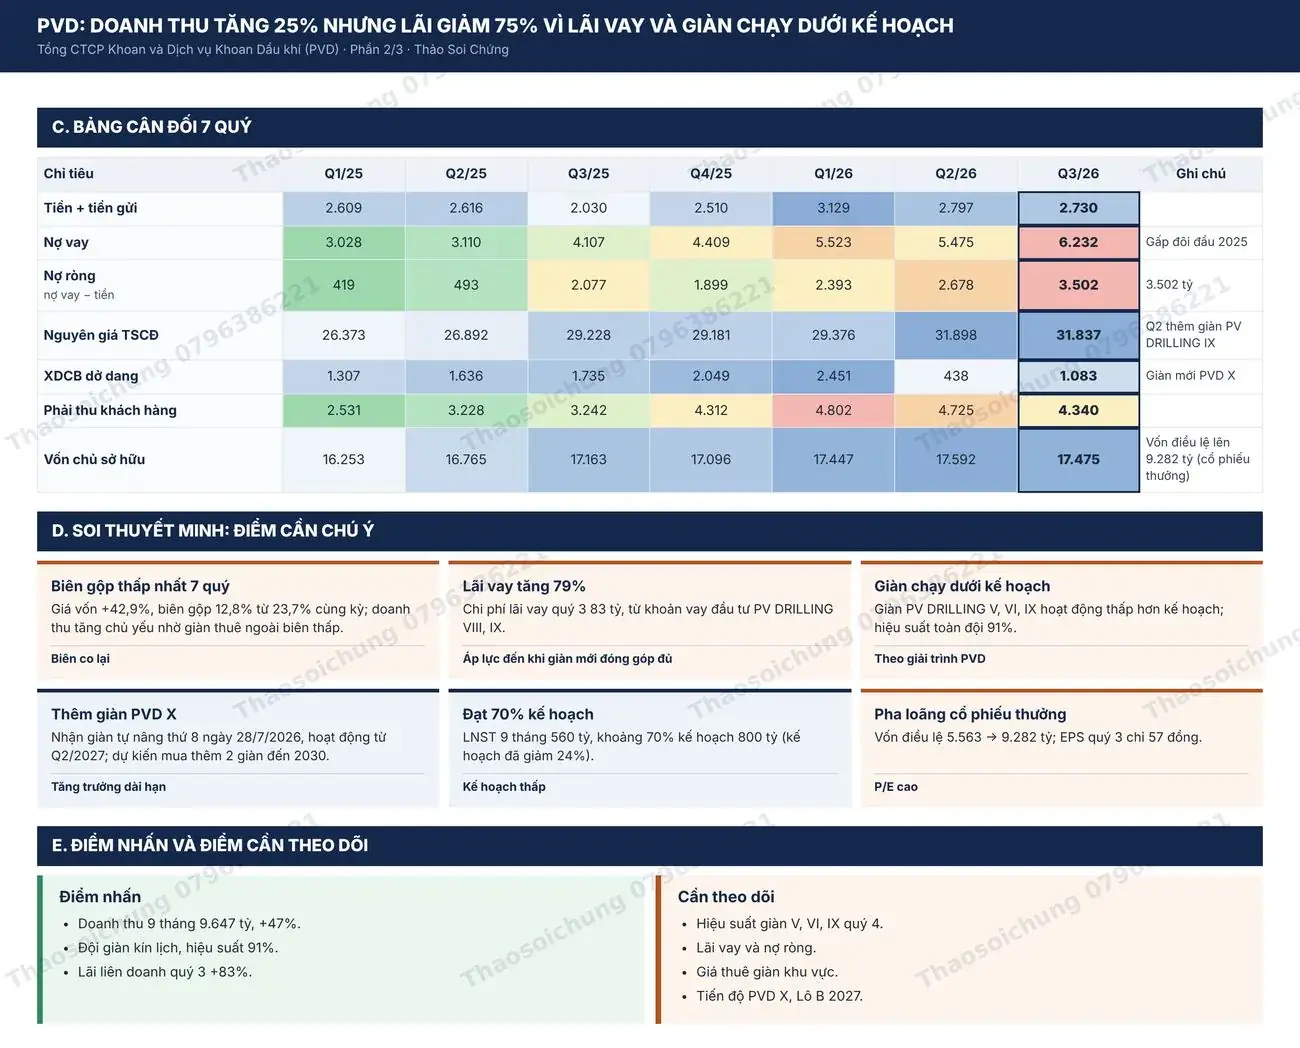 PVD: DOANH THU TĂNG 25% NHƯNG LÃI GIẢM 75% VÌ LÃI VAY VÀ GIÀN CHẠY DƯỚI KẾ HOẠCH
Tổng CTCP Khoan và Dịch vụ Khoan Dầu khí (PVD) · Phần 2/3 · Thảo Soi Chứng
C. BẢNG CÂN ĐỐI 7 QUÝ
Chỉ tiêu Q1/25 Q2/25 Q3/25 Q4/25 Q1/26 Q2/26 Q3/26 Ghi chú
Tiền + tiền gửi 2.609 2.616 2.030 2.510 3.129 2.797 2.730
Nợ vay 3.028 3.110 4.107 4.409 5.523 5.475 6.232 Gấp đôi đầu 2025
Nợ ròng
nợ vay − tiền
419 493 2.077 1.899 2.393 2.678 3.502 3.502 tỷ
Nguyên giá TSCĐ 26.373 26.892 29.228 29.181 29.376 31.898 31.837 Q2 thêm giàn PV
DRILLING IX
XDCB dở dang 1.307 1.636 1.735 2.049 2.451 438 1.083 Giàn mới PVD X
Phải thu khách hàng 2.531 3.228 3.242 4.312 4.802 4.725 4.340
Vốn chủ sở hữu 16.253 16.765 17.163 17.096 17.447 17.592 17.475 Vốn điều lệ lên
9.282 tỷ (cổ phiếu
thưởng)
D. SOI THUYẾT MINH: ĐIỂM CẦN CHÚ Ý
Biên gộp thấp nhất 7 quý
Giá vốn +42,9%, biên gộp 12,8% từ 23,7% cùng kỳ; doanh
thu tăng chủ yếu nhờ giàn thuê ngoài biên thấp.
Biên co lại
Lãi vay tăng 79%
Chi phí lãi vay quý 3 83 tỷ, từ khoản vay đầu tư PV DRILLING
VIII, IX.
Áp lực đến khi giàn mới đóng góp đủ
Giàn chạy dưới kế hoạch
Giàn PV DRILLING V, VI, IX hoạt động thấp hơn kế hoạch;
hiệu suất toàn đội 91%.
Theo giải trình PVD
Thêm giàn PVD X
Nhận giàn tự nâng thứ 8 ngày 28/7/2026, hoạt động từ
Q2/2027; dự kiến mua thêm 2 giàn đến 2030.
Tăng trưởng dài hạn
Đạt 70% kế hoạch
LNST 9 tháng 560 tỷ, khoảng 70% kế hoạch 800 tỷ (kế
hoạch đã giảm 24%).
Kế hoạch thấp
Pha loãng cổ phiếu thưởng
Vốn điều lệ 5.563 → 9.282 tỷ; EPS quý 3 chỉ 57 đồng.
P/E cao
E. ĐIỂM NHẤN VÀ ĐIỂM CẦN THEO DÕI
Điểm nhấn
• Doanh thu 9 tháng 9.647 tỷ, +47%.
• Đội giàn kín lịch, hiệu suất 91%.
• Lãi liên doanh quý 3 +83%.
Cần theo dõi
• Hiệu suất giàn V, VI, IX quý 4.
• Lãi vay và nợ ròng.
• Giá thuê giàn khu vực.
• Tiến độ PVD X, Lô B 2027.
Thaosoichung 0796386221